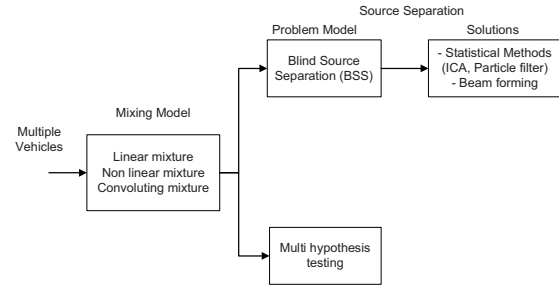 Source Separation
Problem Model
Solutions
Blind Source
Separation (BSS)
- Statistical Methods
(ICA, Particle filter)
- Beam forming
Mixing Model
Multiple
Vehicles
Linear mixture
Non linear mixture
Convoluting mixture
Multi hypothesis
testing